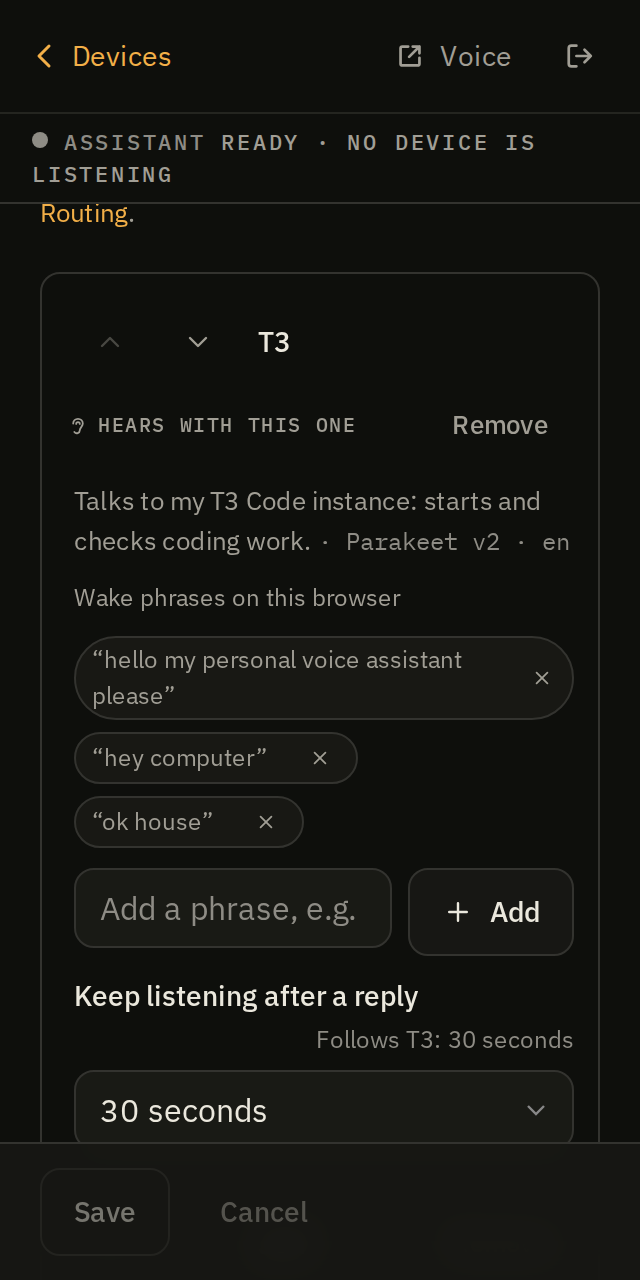 Devices
Voice
ASSISTANT READY · NO DEVICE IS
LISTENING
Routing.
T3
HEARS WITH THIS ONE
Remove
Talks to my T3 Code instance: starts and
checks coding work. · Parakeet v2 · en
Wake phrases on this browser
“hello my personal voice assistant
please”
“hey computer”
“ok house”
Add a phrase, e.g.
Add
Keep listening after a reply
Follows T3: 30 seconds
30 seconds
Save
Cancel